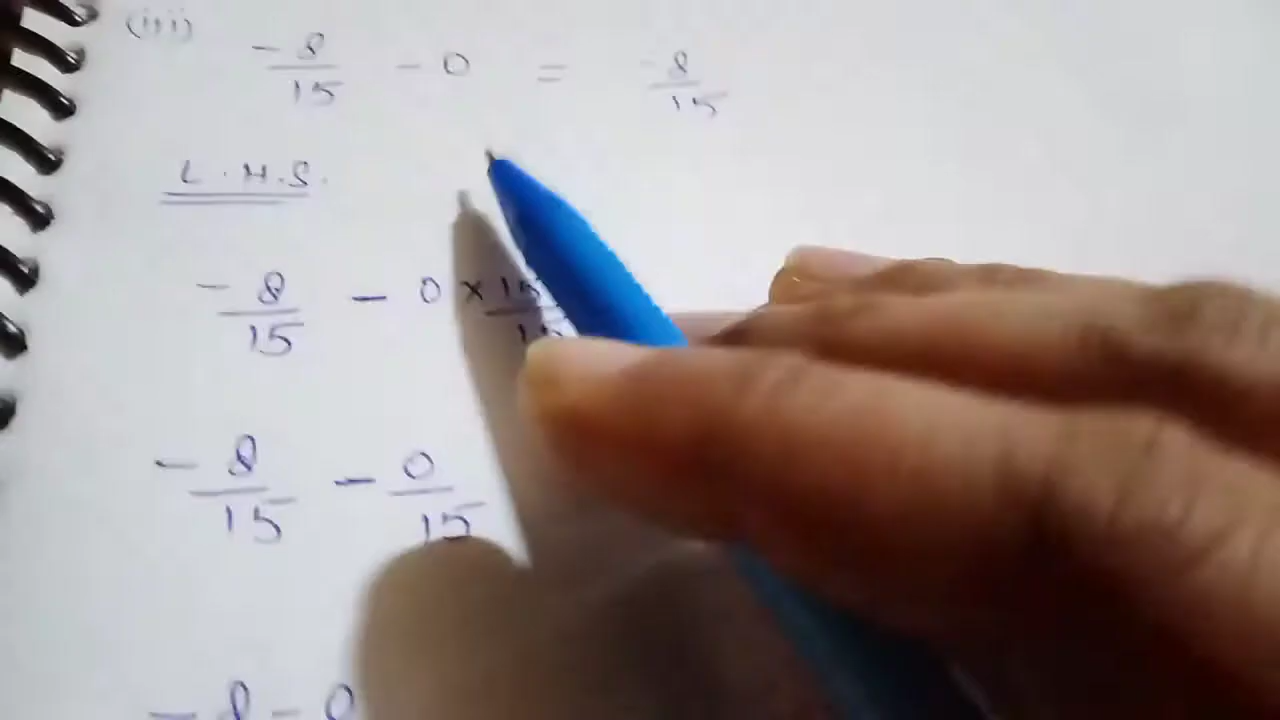 (iii) -8/15 - 0 = -8/15
L.H.S.
-8/15 - 0 × 15/15
-8/15 - 0/15
-8-0